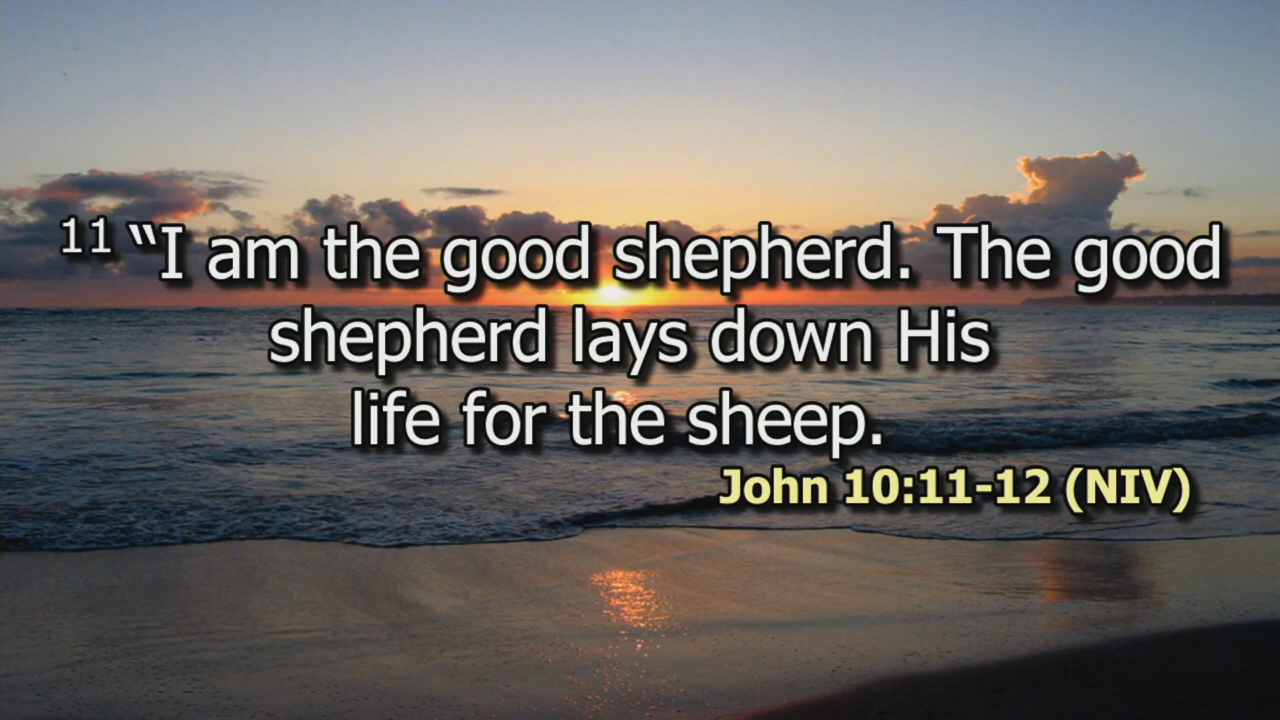 11 “I am the good shepherd. The good
shepherd lays down His
life for the sheep.
John 10:11-12 (NIV)